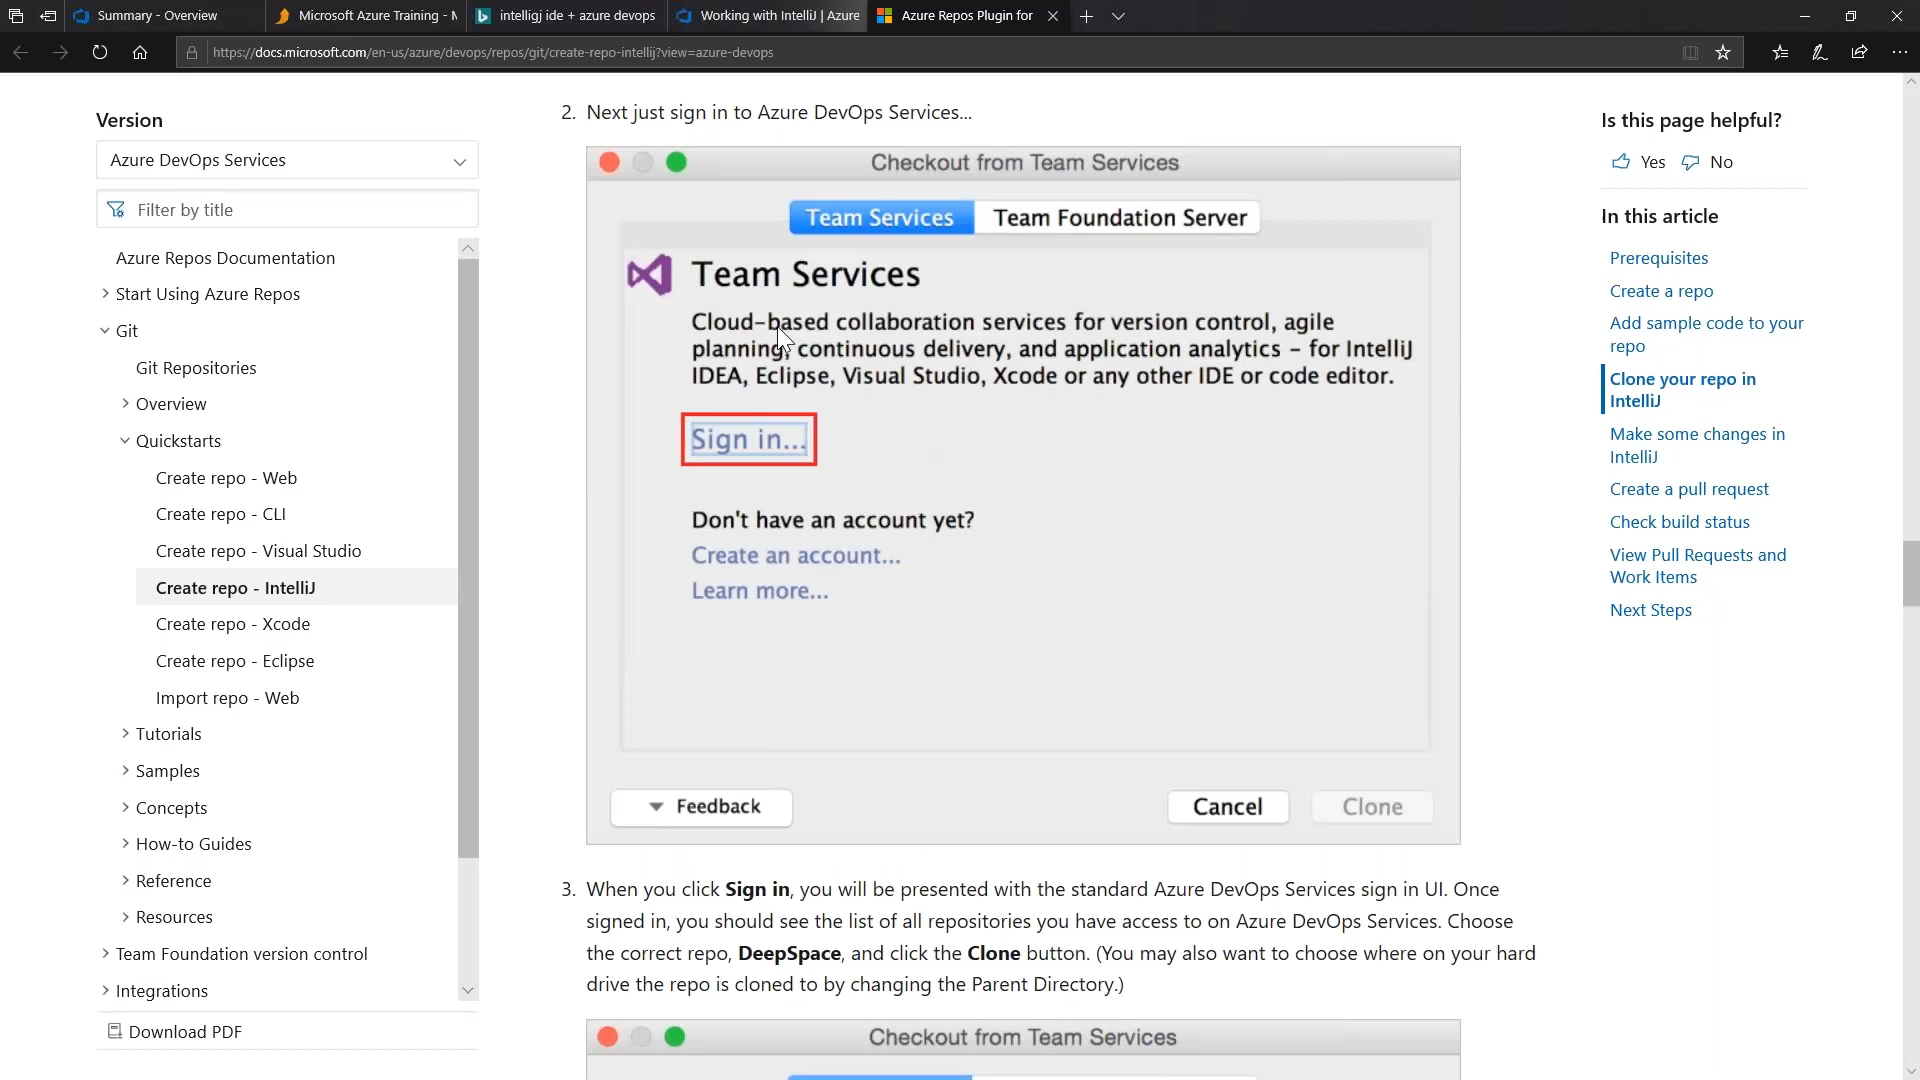 Summary - Overview
Microsoft Azure Training - M
intelligj ide + azure devops
Working with IntelliJ | Azure
Azure Repos Plugin for
https://docs.microsoft.com/en-us/azure/devops/repos/git/create-repo-intellij?view=azure-devops
Version
Azure DevOps Services
Filter by title
Azure Repos Documentation
Start Using Azure Repos
Git
Git Repositories
Overview
Quickstarts
Create repo - Web
Create repo - CLI
Create repo - Visual Studio
Create repo - IntelliJ
Create repo - Xcode
Create repo - Eclipse
Import repo - Web
Tutorials
Samples
Concepts
How-to Guides
Reference
Resources
Team Foundation version control
Integrations
Download PDF
2. Next just sign in to Azure DevOps Services...
Checkout from Team Services
Team Services
Team Foundation Server
Team Services
Cloud-based collaboration services for version control, agile
planning, continuous delivery, and application analytics – for IntelliJ
IDEA, Eclipse, Visual Studio, Xcode or any other IDE or code editor.
Sign in...
Don't have an account yet?
Create an account...
Learn more...
Feedback
Cancel
Clone
3. When you click Sign in, you will be presented with the standard Azure DevOps Services sign in UI. Once
signed in, you should see the list of all repositories you have access to on Azure DevOps Services. Choose
the correct repo, DeepSpace, and click the Clone button. (You may also want to choose where on your hard
drive the repo is cloned to by changing the Parent Directory.)
Checkout from Team Services
Is this page helpful?
Yes
No
In this article
Prerequisites
Create a repo
Add sample code to your
repo
Clone your repo in
IntelliJ
Make some changes in
IntelliJ
Create a pull request
Check build status
View Pull Requests and
Work Items
Next Steps